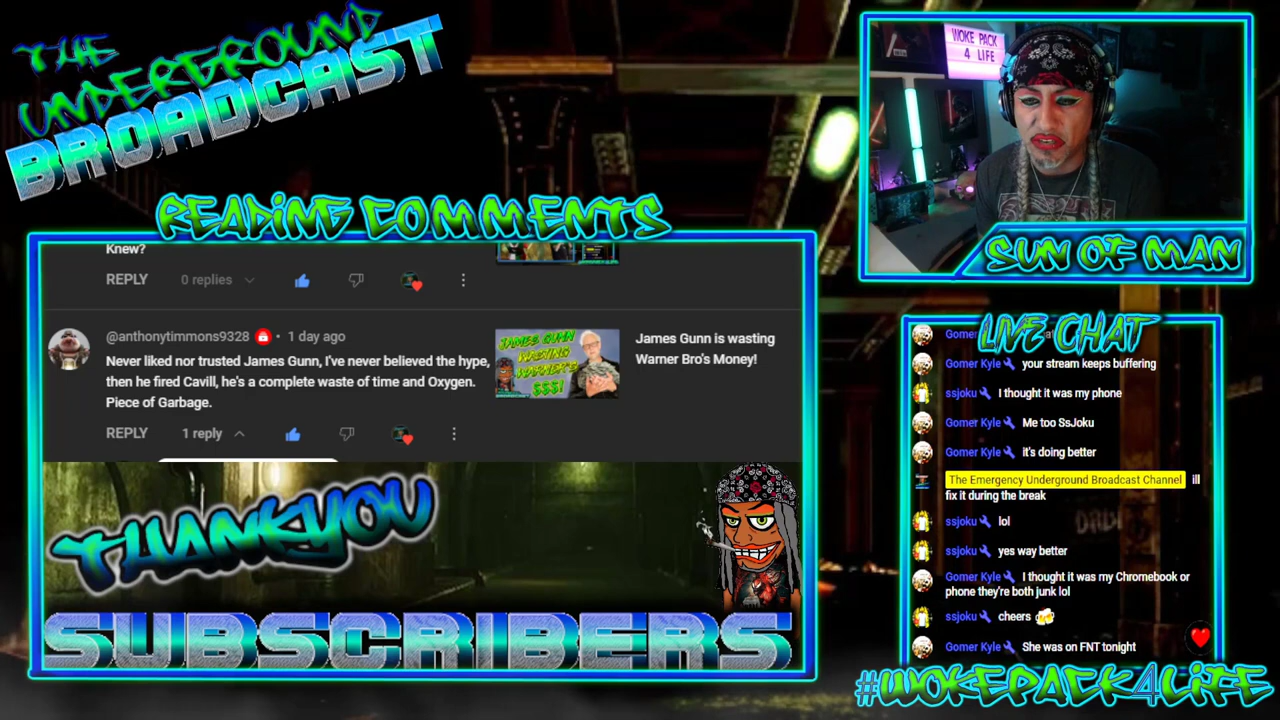 THE
UNDERGROUND
BROADCAST
WOKE PACK
4 LIFE
READING COMMENTS
SUN OF MAN
Knew?
REPLY 0 replies
@anthonytimmons9328 • 1 day ago
Never liked nor trusted James Gunn, I've never believed the hype,
then he fired Cavill, he's a complete waste of time and Oxygen.
Piece of Garbage.
REPLY 1 reply
JAMES GUNN
WASTING
WARNER'S
$$$!
James Gunn is wasting
Warner Bro's Money!
THANKYOU
SUBSCRIBERS
LIVE CHAT
Gomer
Gomer Kyle your stream keeps buffering
ssjoku I thought it was my phone
Gomer Kyle Me too SsJoku
Gomer Kyle it's doing better
The Emergency Underground Broadcast Channel ill
fix it during the break
ssjoku lol
ssjoku yes way better
Gomer Kyle I thought it was my Chromebook or
phone they're both junk lol
ssjoku cheers 🍻
Gomer Kyle She was on FNT tonight
#WOKEPACK4LIFE